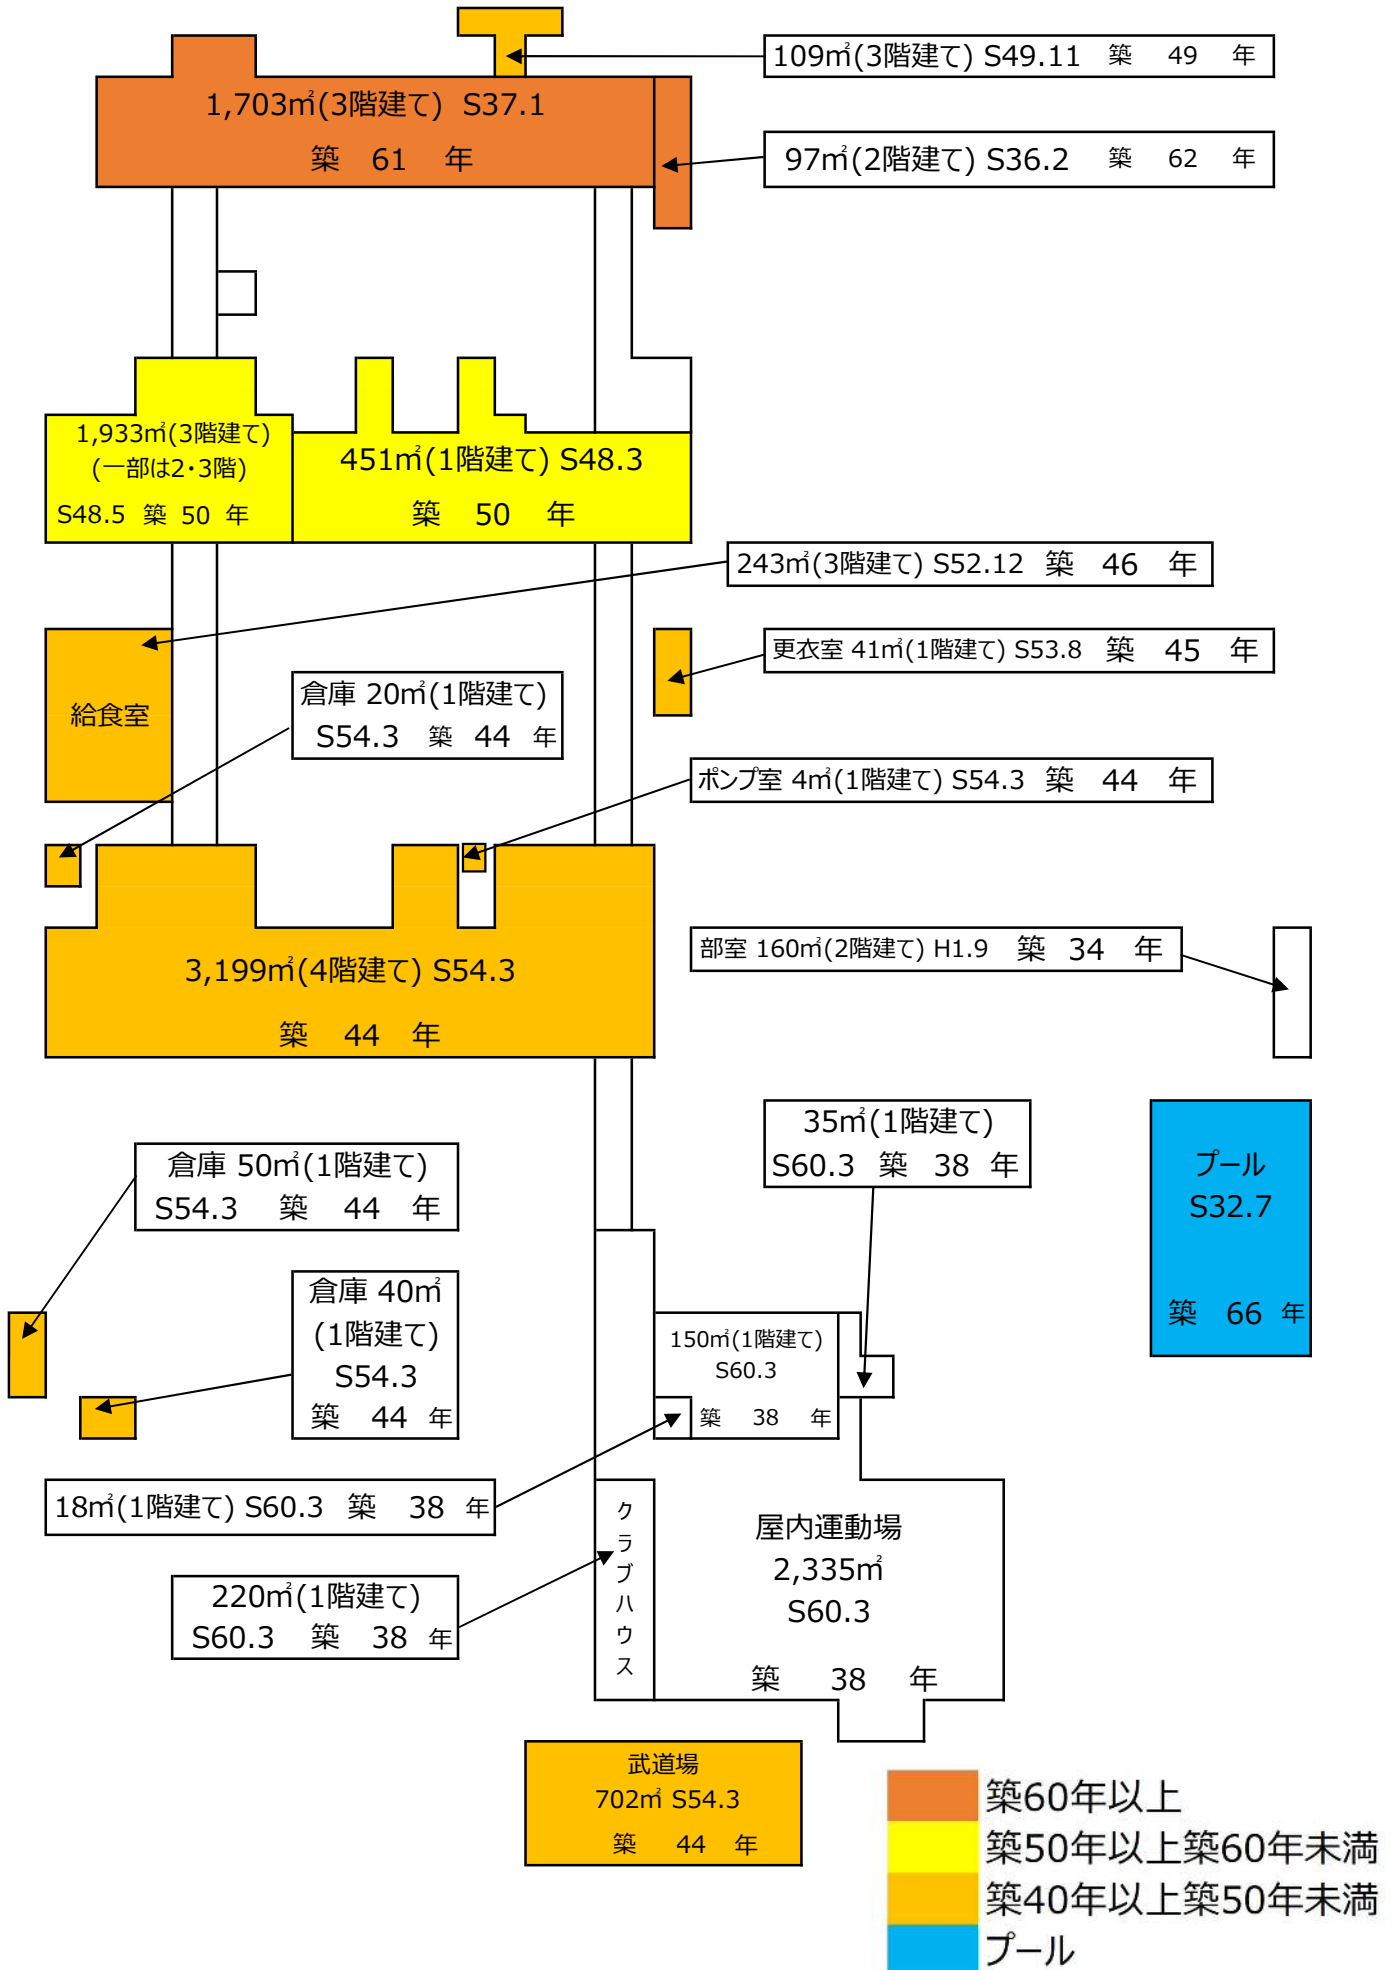 109㎡(3階建て) S49.11 築 49 年
1,703㎡(3階建て) S37.1
築 61 年
97㎡(2階建て) S36.2 築 62 年
1,933㎡(3階建て)
(一部は2・3階)
S48.5 築 50 年
451㎡(1階建て) S48.3
築 50 年
243㎡(3階建て) S52.12 築 46 年
更衣室 41㎡(1階建て) S53.8 築 45 年
給食室
倉庫 20㎡(1階建て)
S54.3 築 44 年
ポンプ室 4㎡(1階建て) S54.3 築 44 年
3,199㎡(4階建て) S54.3
築 44 年
部室 160㎡(2階建て) H1.9 築 34 年
35㎡(1階建て)
S60.3 築 38 年
プール
S32.7
築 66 年
倉庫 50㎡(1階建て)
S54.3 築 44 年
倉庫 40㎡
(1階建て)
S54.3
築 44 年
150㎡(1階建て)
S60.3
築 38 年
18㎡(1階建て) S60.3 築 38 年
クラブハウス
屋内運動場
2,335㎡
S60.3
築 38 年
220㎡(1階建て)
S60.3 築 38 年
武道場
702㎡ S54.3
築 44 年
築60年以上
築50年以上築60年未満
築40年以上築50年未満
プール